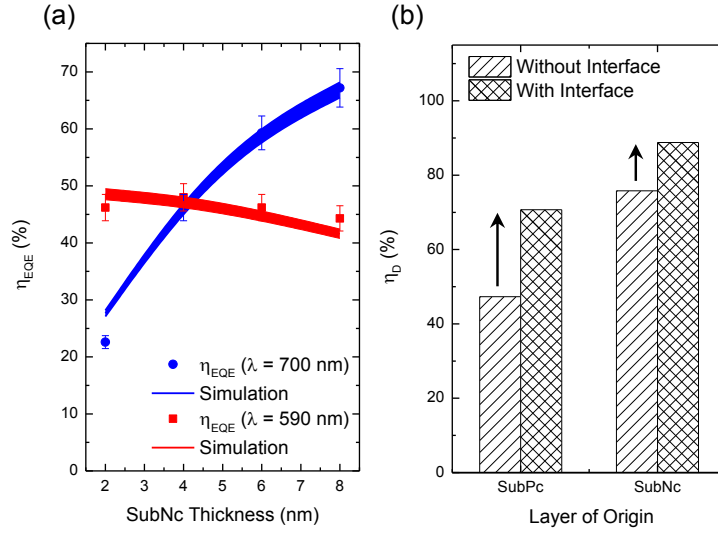 (a)
η_EQE (%)
70
60
50
40
30
20
10
0
η_EQE (λ = 700 nm)
Simulation
η_EQE (λ = 590 nm)
Simulation
2 3 4 5 6 7 8
SubNc Thickness (nm)
(b)
η_D (%)
100
80
60
40
20
0
Without Interface
With Interface
SubPc SubNc
Layer of Origin